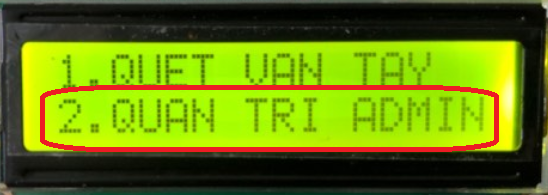 1.QUET VAN TAY
2.QUAN TRI ADMIN